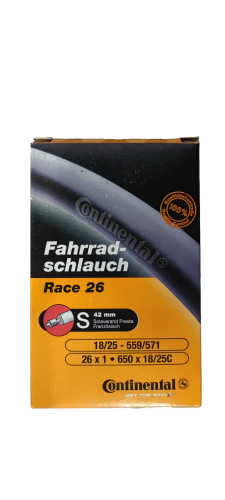 100%
Continental
Fahrrad-
schlauch
Race 26
S
42 mm
Sclaverand Presta
Französisch
18/25 - 559/571
26 x 1 • 650 x 18/25C
Continental